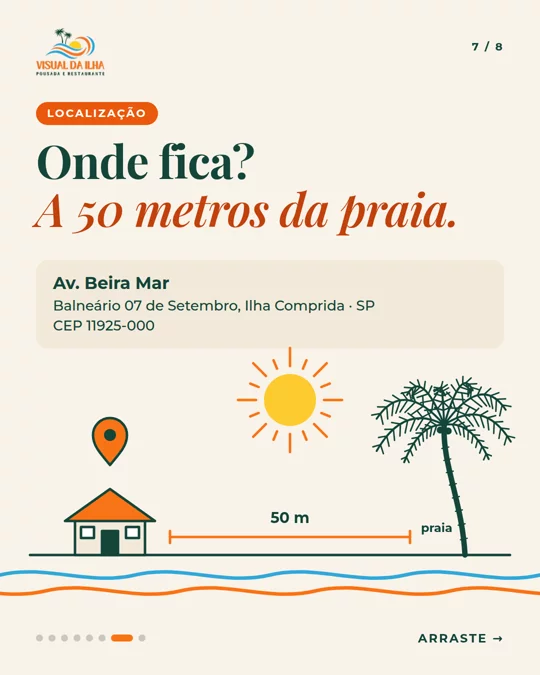 VISUAL DA ILHA
POUSADA E RESTAURANTE
7 / 8
LOCALIZAÇÃO
Onde fica?
A 50 metros da praia.
Av. Beira Mar
Balneário 07 de Setembro, Ilha Comprida · SP
CEP 11925-000
50 m
praia
ARRASTE →